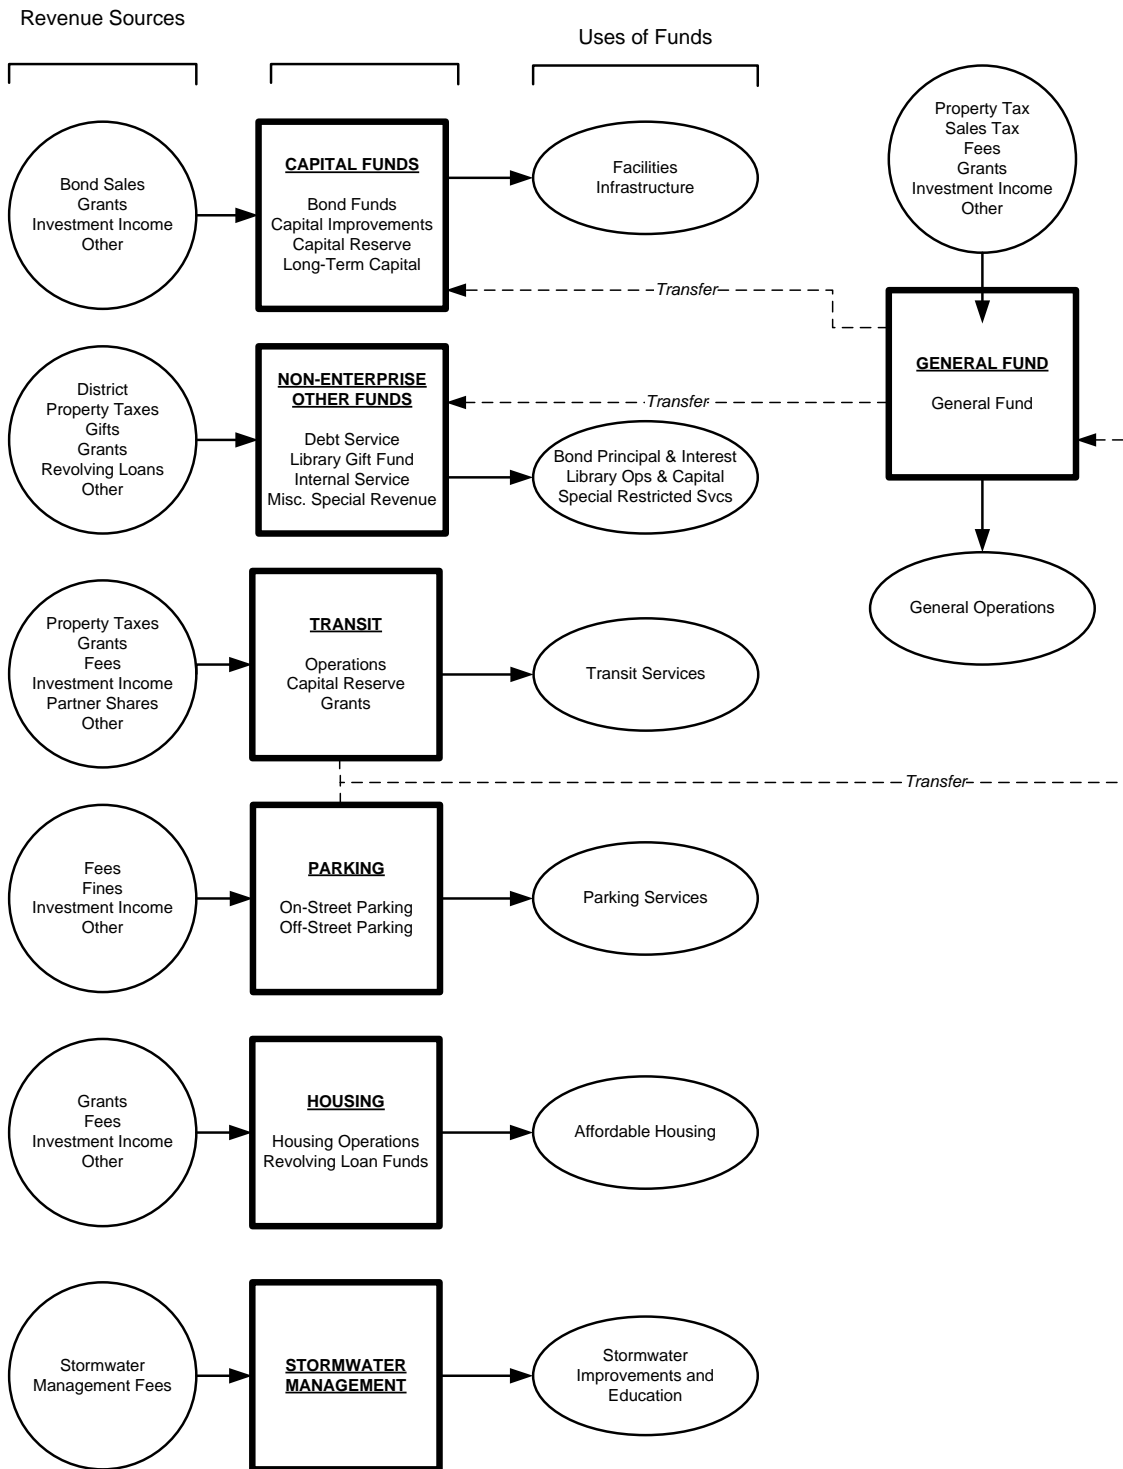 Revenue Sources
Uses of Funds
Bond Sales
Grants
Investment Income
Other
CAPITAL FUNDS
Bond Funds
Capital Improvements
Capital Reserve
Long-Term Capital
Facilities
Infrastructure
Property Tax
Sales Tax
Fees
Grants
Investment Income
Other
Transfer
GENERAL FUND
General Fund
District
Property Taxes
Gifts
Grants
Revolving Loans
Other
NON-ENTERPRISE
OTHER FUNDS
Debt Service
Library Gift Fund
Internal Service
Misc. Special Revenue
Transfer
Bond Principal & Interest
Library Ops & Capital
Special Restricted Svcs
General Operations
Property Taxes
Grants
Fees
Investment Income
Partner Shares
Other
TRANSIT
Operations
Capital Reserve
Grants
Transit Services
Transfer
Fees
Fines
Investment Income
Other
PARKING
On-Street Parking
Off-Street Parking
Parking Services
Grants
Fees
Investment Income
Other
HOUSING
Housing Operations
Revolving Loan Funds
Affordable Housing
Stormwater
Management Fees
STORMWATER
MANAGEMENT
Stormwater
Improvements and
Education